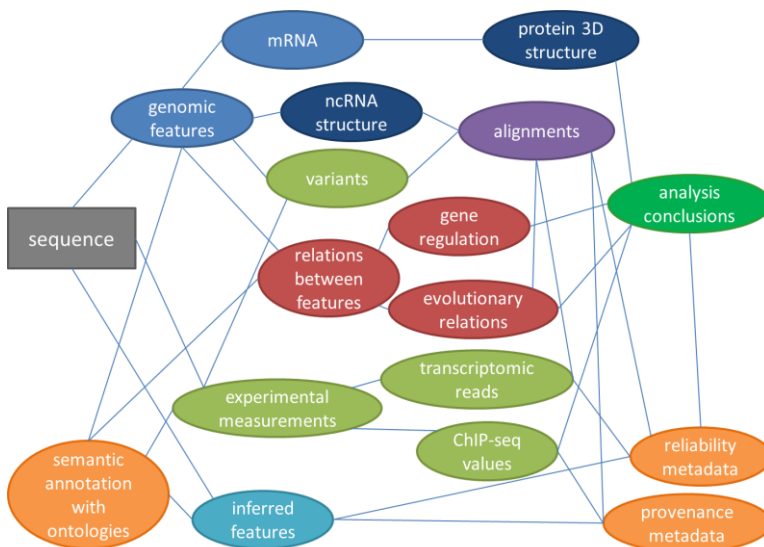 mRNA
protein 3D
structure
genomic
features
ncRNA
structure
alignments
variants
analysis
conclusions
sequence
gene
regulation
relations
between
features
evolutionary
relations
experimental
measurements
transcriptomic
reads
ChIP-seq
values
semantic
annotation
with
ontologies
inferred
features
reliability
metadata
provenance
metadata